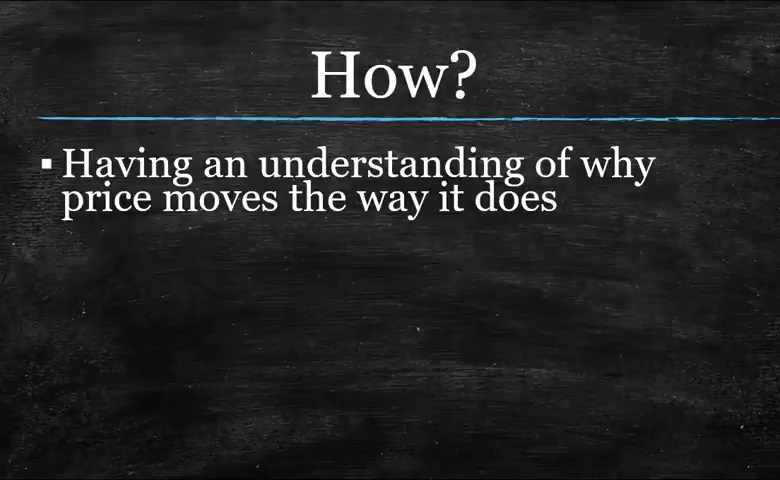 How?
▪ Having an understanding of why
price moves the way it does